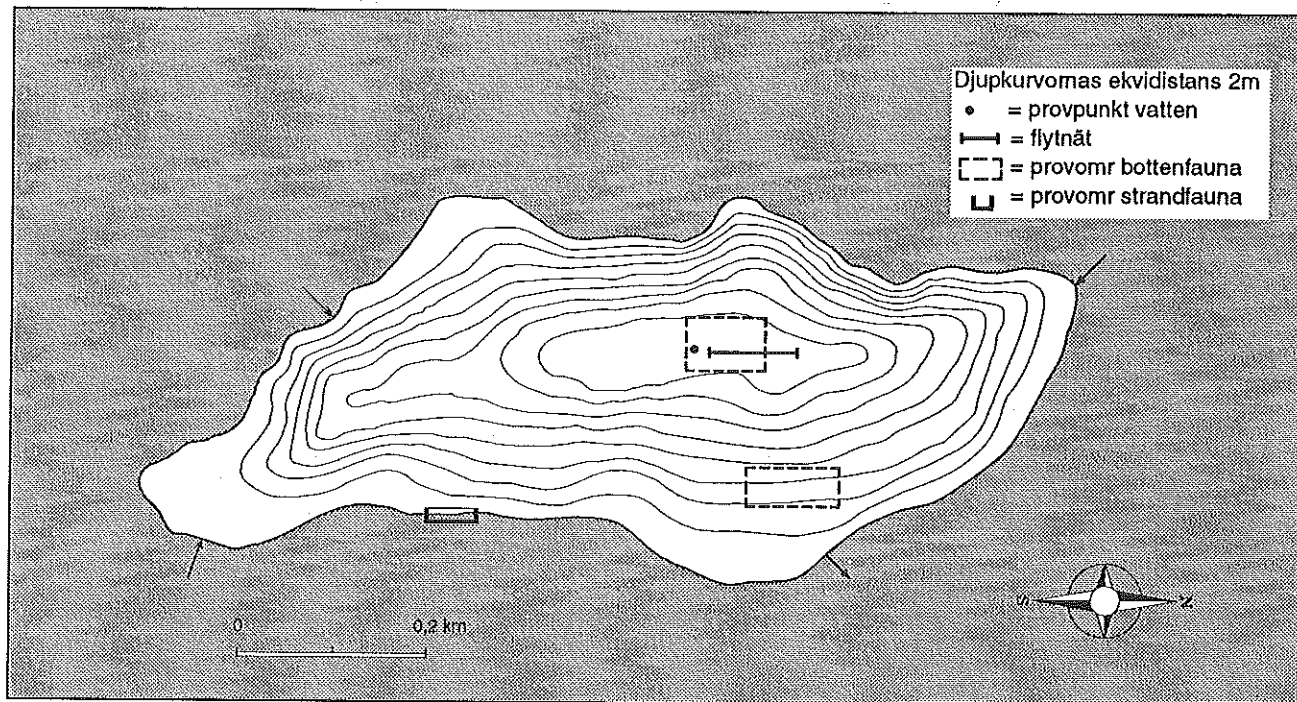 Djupkurvornas ekvidistans 2m
= provpunkt vatten
= flytnät
= provomr bottenfauna
= provomr strandfauna
0 0,2 km
S N